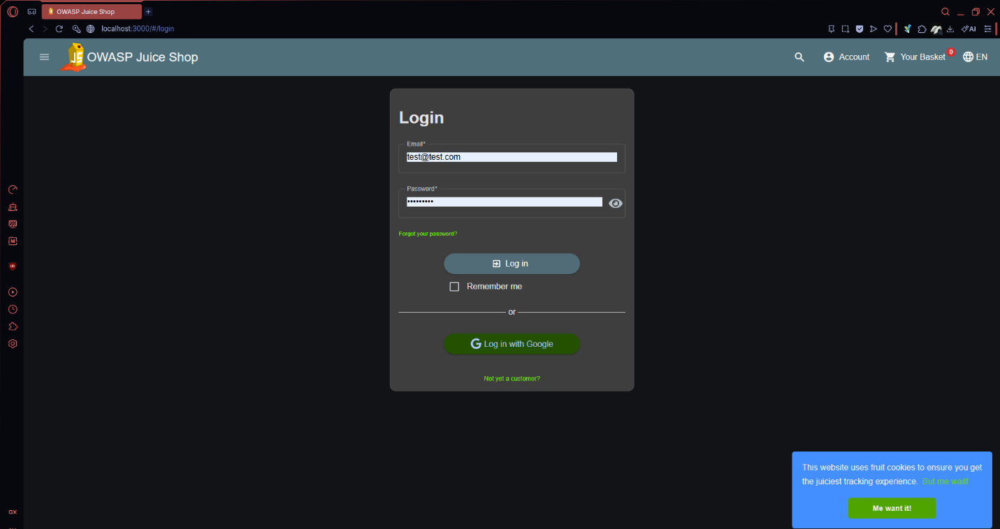 OWASP Juice Shop
localhost:3000/#/login
AI
OWASP Juice Shop
Account
Your Basket
0
EN
Login
Email*
test@test.com
Password*
•••••••••
Forgot your password?
Log in
Remember me
or
G Log in with Google
Not yet a customer?
This website uses fruit cookies to ensure you get
the juiciest tracking experience. But me wait!
Me want it!
M
GX